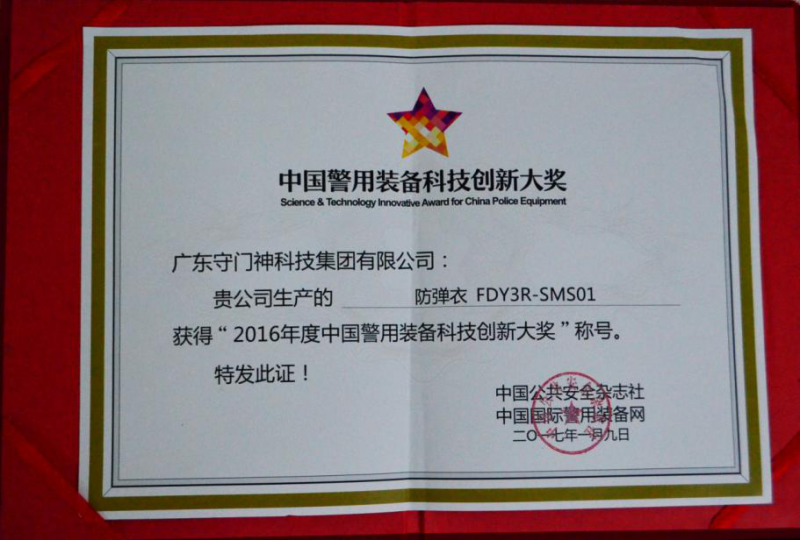 中国警用装备科技创新大奖
Science & Technology Innovative Award for China Police Equipment
广东守门神科技集团有限公司：
贵公司生产的 防弹衣 FDY3R-SMS01
获得“2016年度中国警用装备科技创新大奖”称号。
特发此证！
中国公共安全杂志社
中国国际警用装备网
二〇一七年一月九日